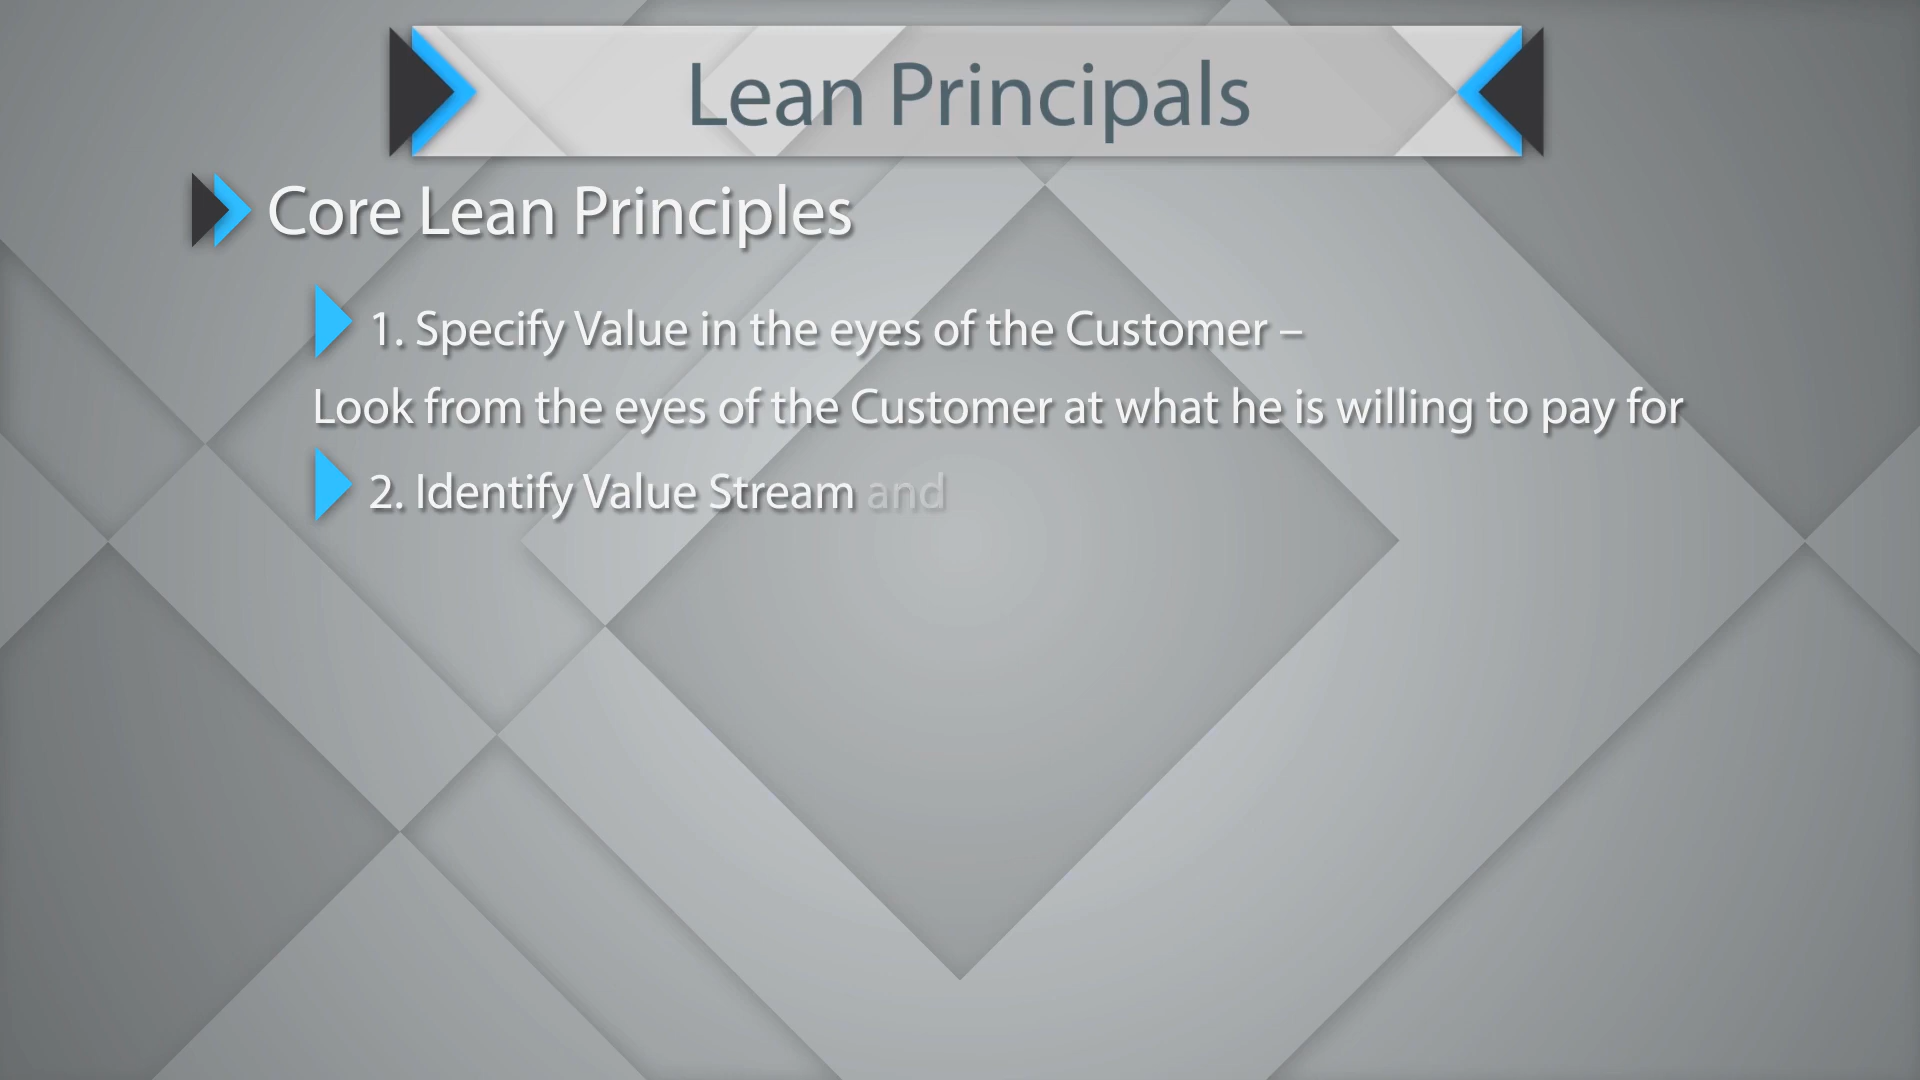 Lean Principals
Core Lean Principles
1. Specify Value in the eyes of the Customer –
Look from the eyes of the Customer at what he is willing to pay for
2. Identify Value Stream and